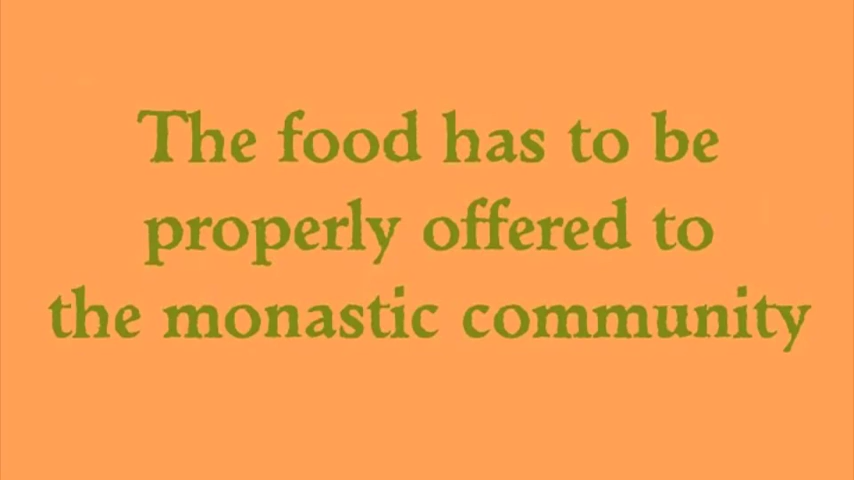 The food has to be
properly offered to
the monastic community